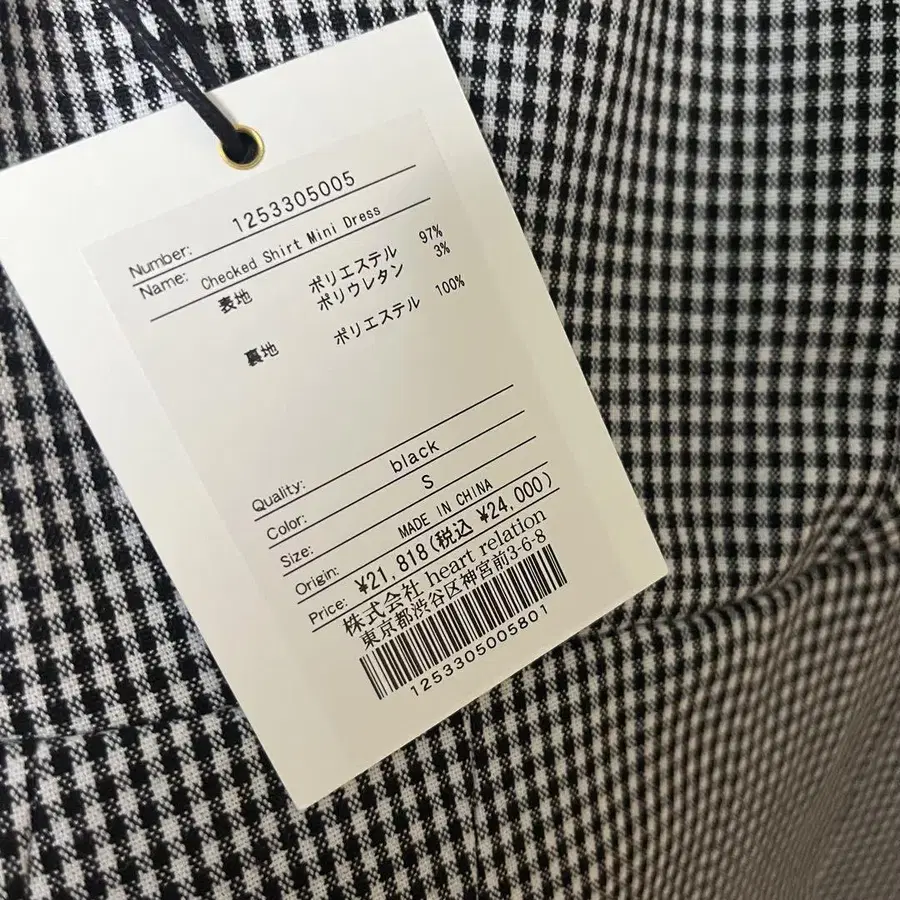 Number: 1253305005
Name: Checked Shirt Mini Dress
表地 ポリエステル 97%
ポリウレタン 3%
裏地 ポリエステル 100%
Quality:
Color: black
Size: S
Origin: MADE IN CHINA
Price: ¥21,818(税込 ¥24,000)
株式会社 heart relation
東京都渋谷区神宮前3-6-8
1253305005801